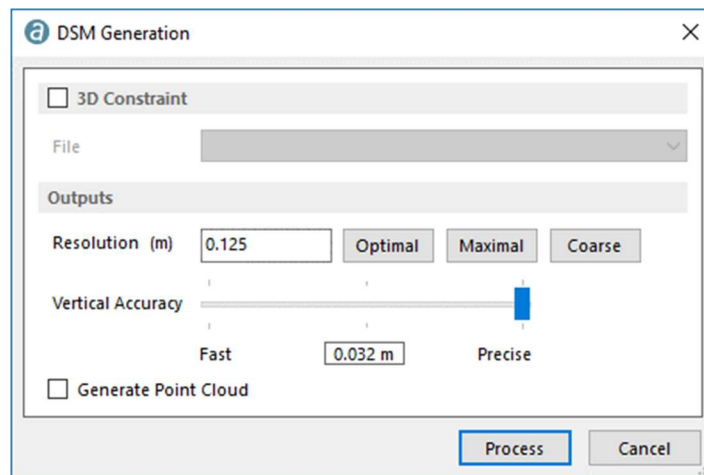 DSM Generation
3D Constraint
File
Outputs
Resolution (m) 0.125 Optimal Maximal Coarse
Vertical Accuracy
Fast 0.032 m Precise
Generate Point Cloud
Process Cancel